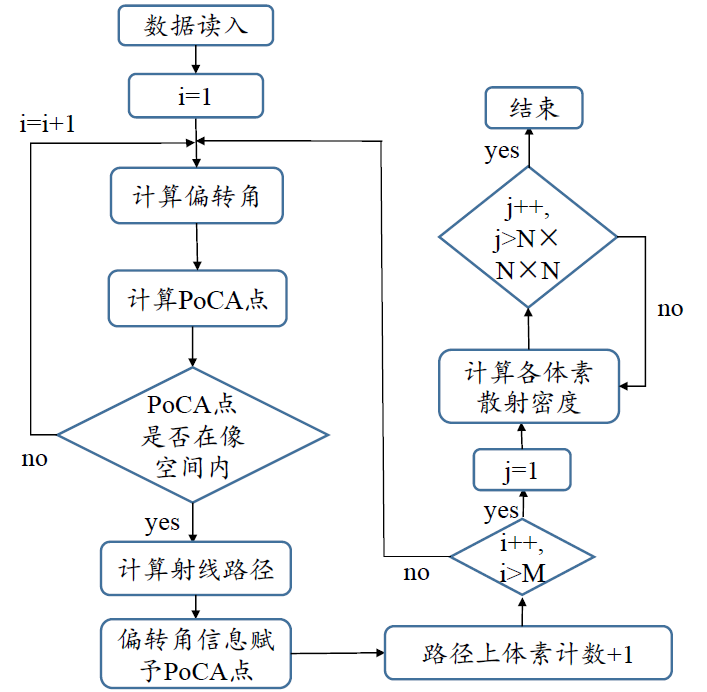 数据读入
i=1
i=i+1
计算偏转角
计算PoCA点
PoCA点
是否在像
空间内
no
yes
计算射线路径
偏转角信息赋
予PoCA点
路径上体素计数+1
i++,
i>M
no
yes
j=1
计算各体素
散射密度
j++,
j>N×
N×N
no
yes
结束